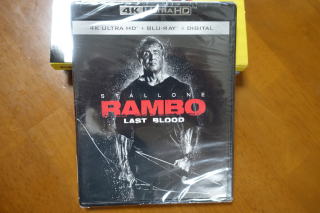 4K ULTRA HD
4K ULTRA HD + BLU-RAY + DIGITAL
STALLONE
RAMBO
LAST BLOOD